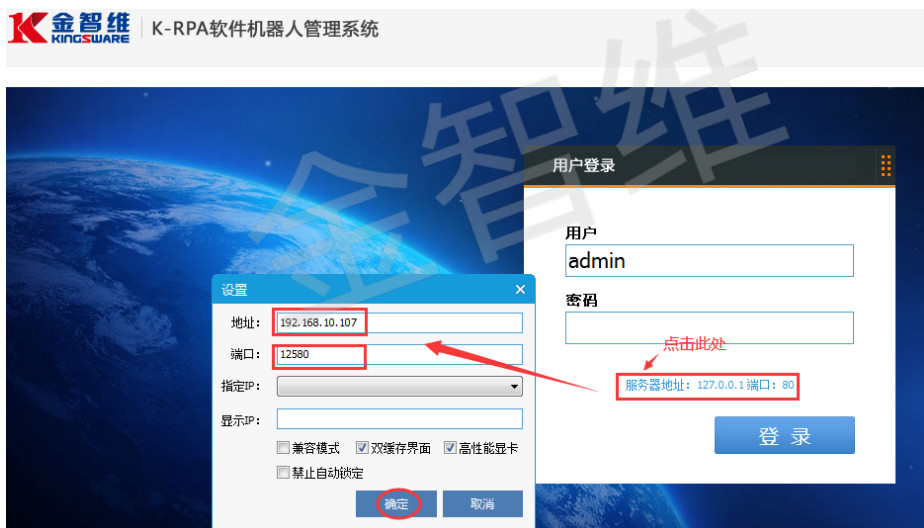 金智维
KINGSWARE
K-RPA软件机器人管理系统
金智维
用户登录
用户
admin
密码
点击此处
服务器地址：127.0.0.1 端口：80
登 录
设置
地址：
192.168.10.107
端口：
12580
指定IP：
显示IP：
兼容模式
双缓存界面
高性能显卡
禁止自动锁定
确定
取消